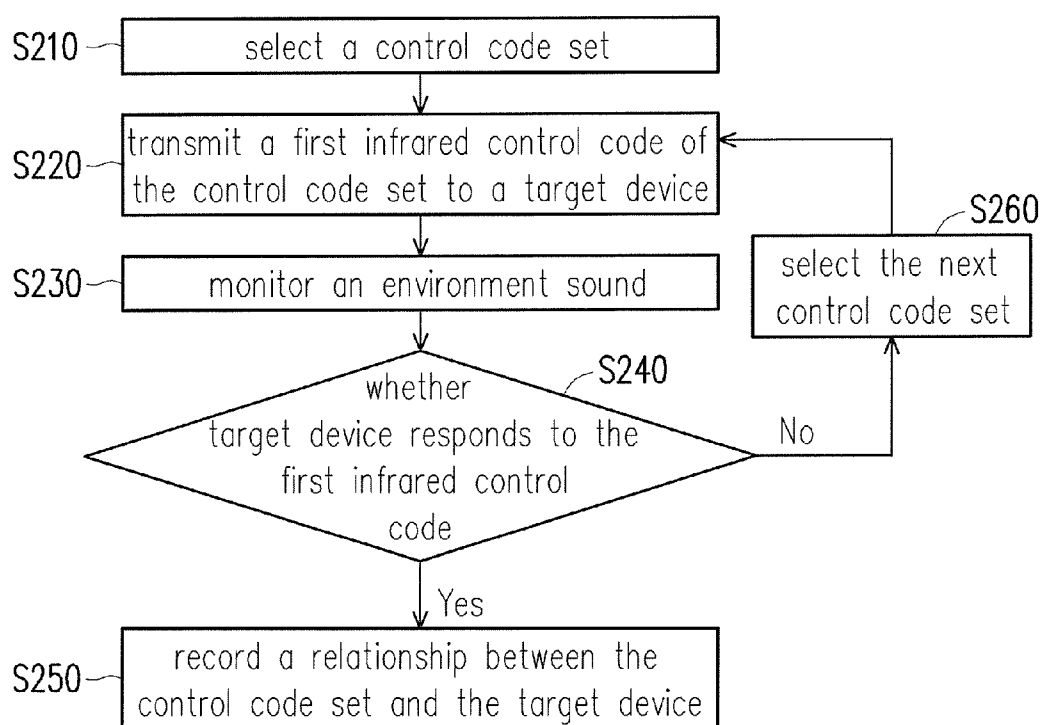 S210
select a control code set
S220
transmit a first infrared control code of
the control code set to a target device
S230
monitor an environment sound
S240
whether
target device responds to the
first infrared control
code
No
S260
select the next
control code set
Yes
S250
record a relationship between the
control code set and the target device